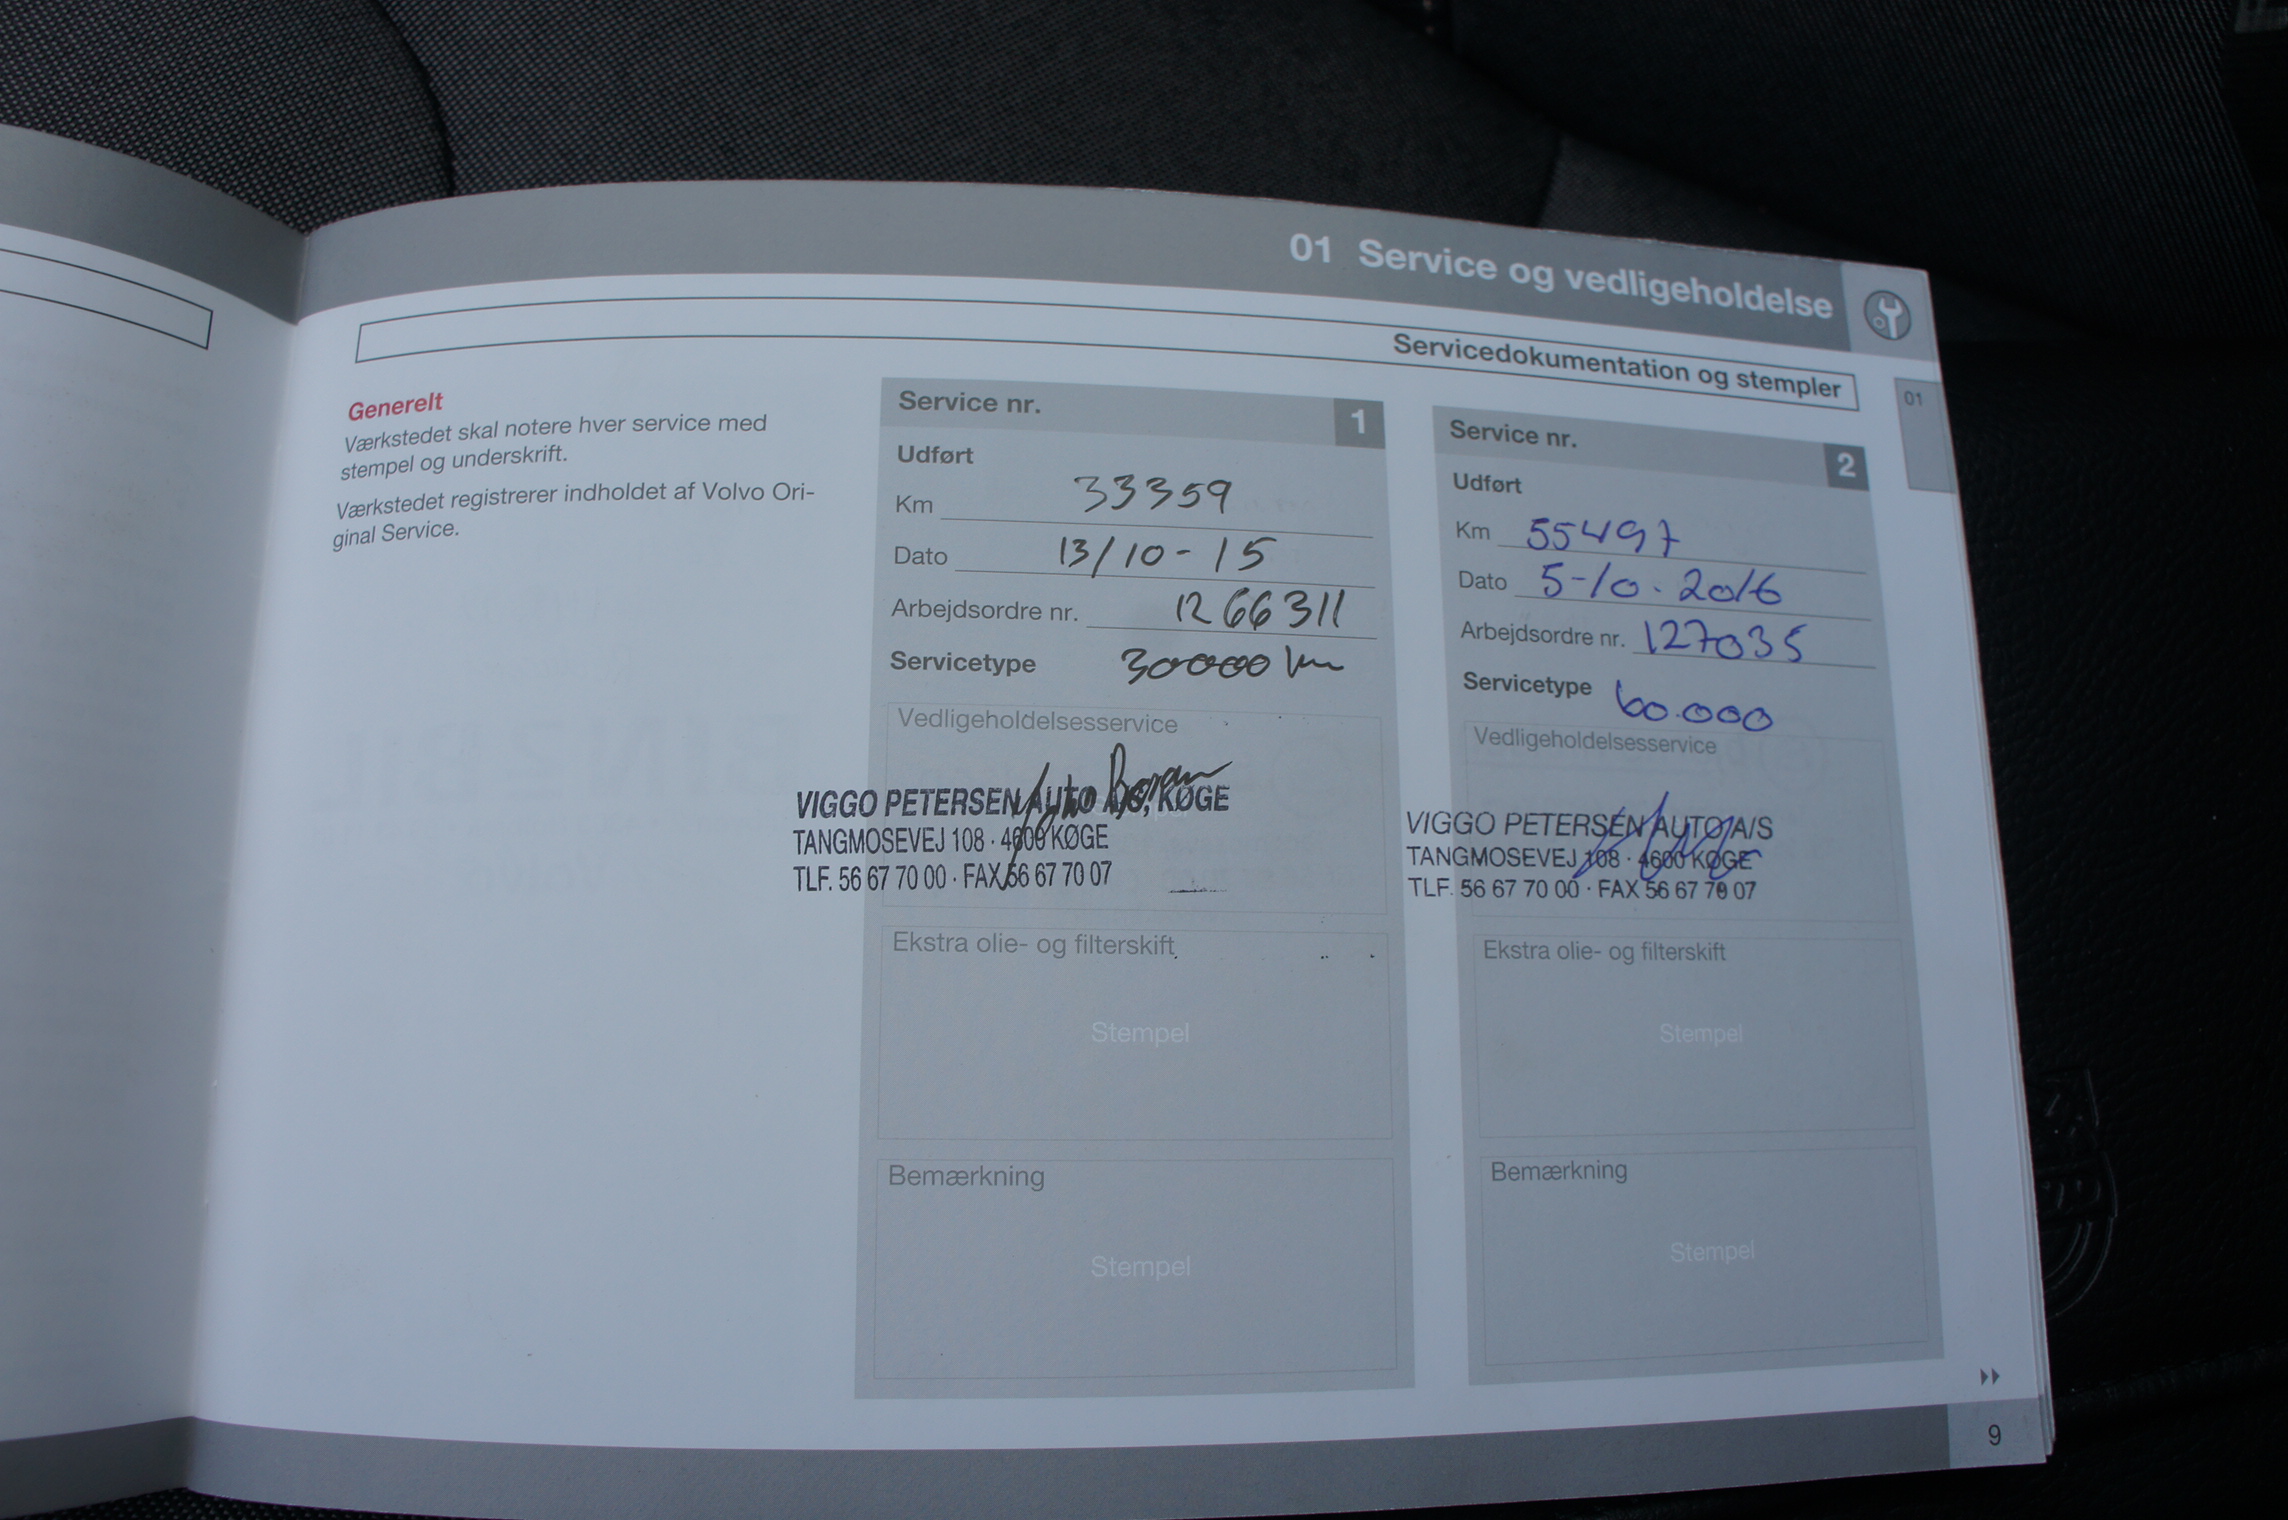 01 Service og vedligeholdelse
Servicedokumentation og stempler
01
Generelt
Værkstedet skal notere hver service med
stempel og underskrift.
Værkstedet registrerer indholdet af Volvo Ori-
ginal Service.
Service nr. 1
Udført
Km 33359
Dato 13/10-15
Arbejdsordre nr. 1266311
Servicetype 30000 km
Vedligeholdelsesservice
VIGGO PETERSEN AUTO A/S, KØGE
TANGMOSEVEJ 108 · 4600 KØGE
TLF. 56 67 70 00 · FAX 56 67 70 07
Ekstra olie- og filterskift
Stempel
Bemærkning
Stempel
Service nr. 2
Udført
Km 55497
Dato 5-10.2016
Arbejdsordre nr. 127035
Servicetype 60.000
Vedligeholdelsesservice
VIGGO PETERSEN AUTO A/S
TANGMOSEVEJ 108 · 4600 KØGE
TLF. 56 67 70 00 · FAX 56 67 70 07
Ekstra olie- og filterskift
Stempel
Bemærkning
Stempel
9